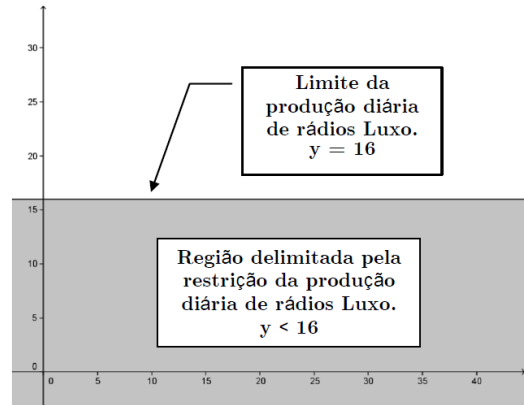 30
Limite da
produção diária
de rádios Luxo.
y = 16
25
20
15
Região delimitada pela
restrição da produção
diária de rádios Luxo.
y < 16
10
5
0
0 5 10 15 20 25 30 35 40